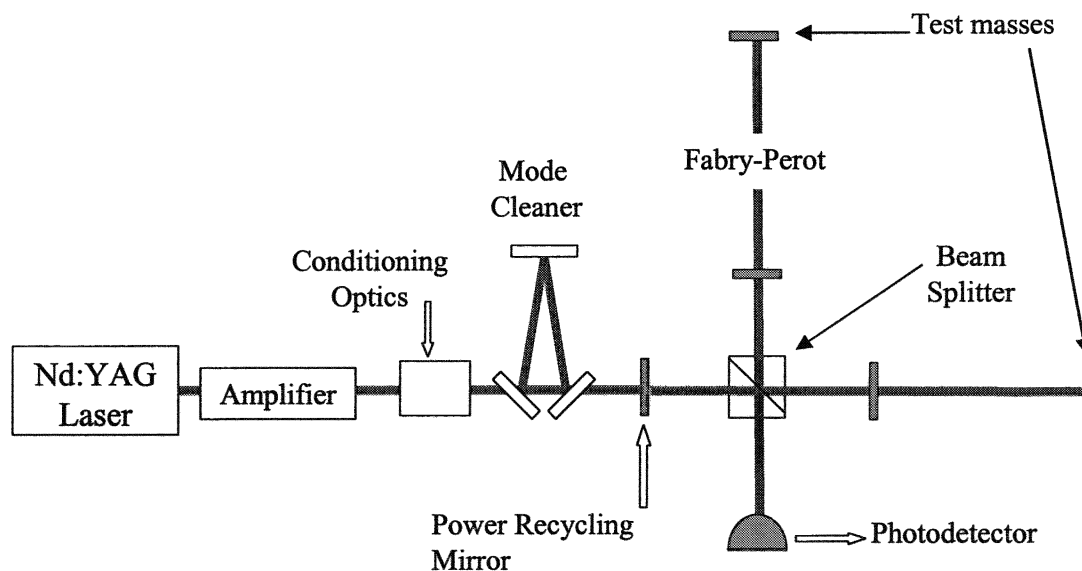 Test masses
Fabry-Perot
Mode
Cleaner
Conditioning
Optics
Beam
Splitter
Nd:YAG
Laser
Amplifier
Power Recycling
Mirror
Photodetector